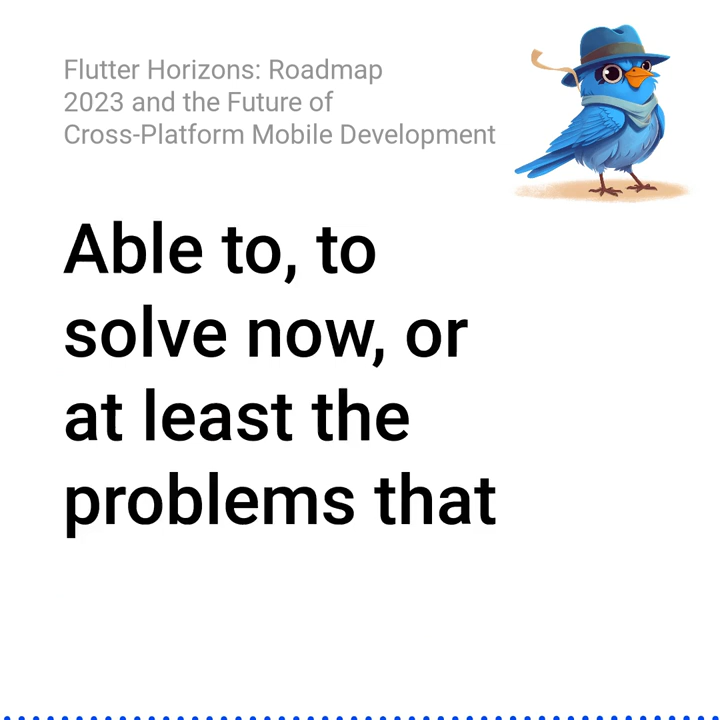 Flutter Horizons: Roadmap
2023 and the Future of
Cross-Platform Mobile Development
Able to, to
solve now, or
at least the
problems that